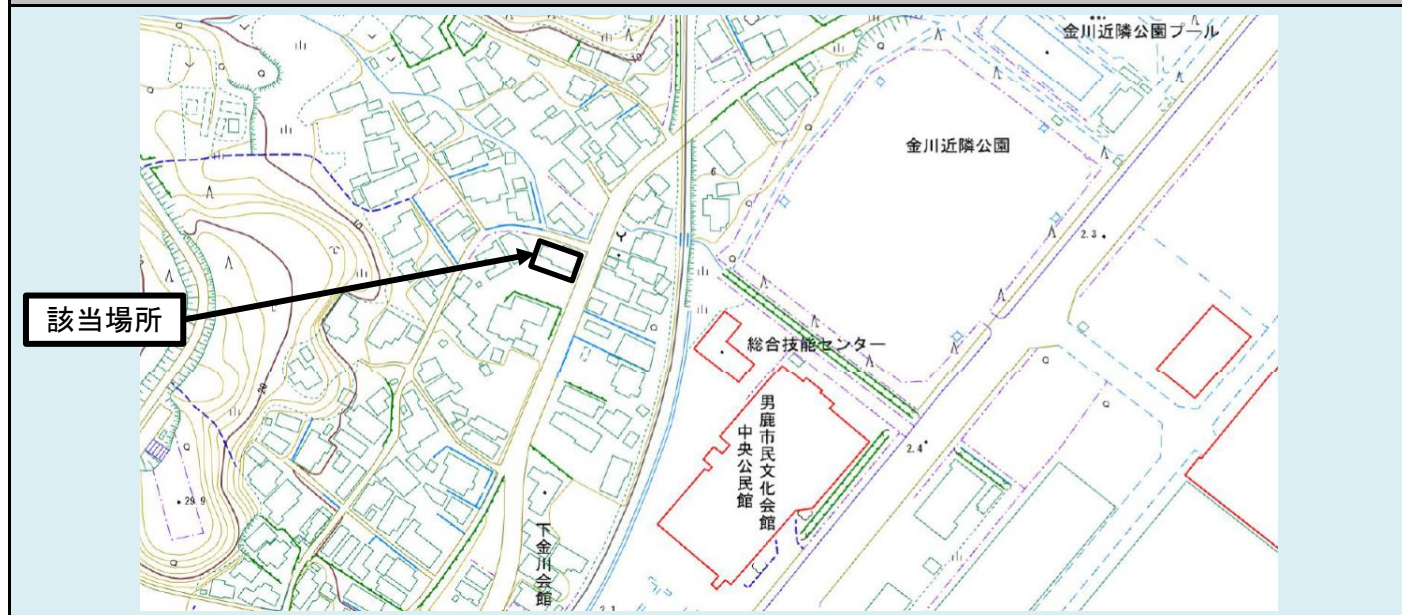 金川近隣公園プール
金川近隣公園
6
2.3
該当場所
総合技能センター
男鹿市民文化会館
中央公民館
2.4
29.9
20
下金川会館